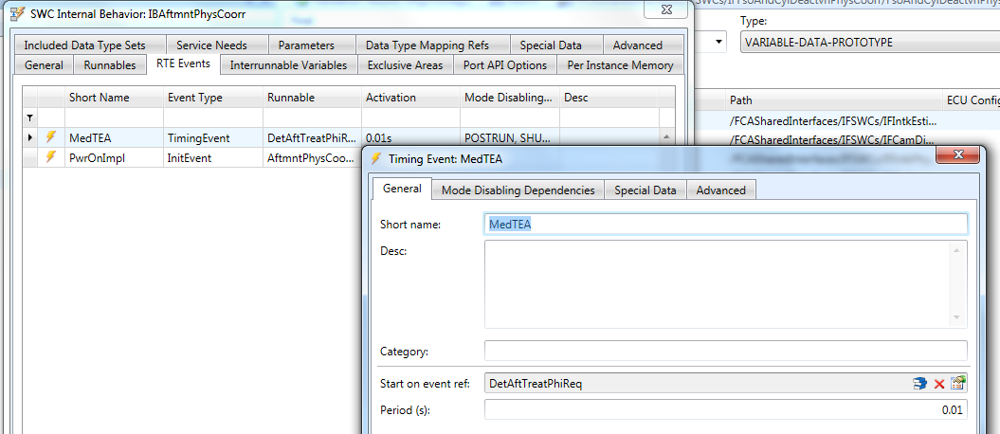 SWC Internal Behavior: IBAftmntPhysCoorr
Included Data Type Sets Service Needs Parameters Data Type Mapping Refs Special Data Advanced
General Runnables RTE Events Interrunnable Variables Exclusive Areas Port API Options Per Instance Memory
Short Name Event Type Runnable Activation Mode Disabling... Desc
MedTEA TimingEvent DetAftTreatPhiR... 0.01s POSTRUN, SHU...
PwrOnImpl InitEvent AftmntPhysCoo...
Type:
VARIABLE-DATA-PROTOTYPE
Path ECU Config
/FCASharedInterfaces/IFSWCs/IFIntkEsti...
/FCASharedInterfaces/IFSWCs/IFCamDi...
Timing Event: MedTEA
General Mode Disabling Dependencies Special Data Advanced
Short name: MedTEA
Desc:
Category:
Start on event ref: DetAftTreatPhiReq
Period (s): 0.01